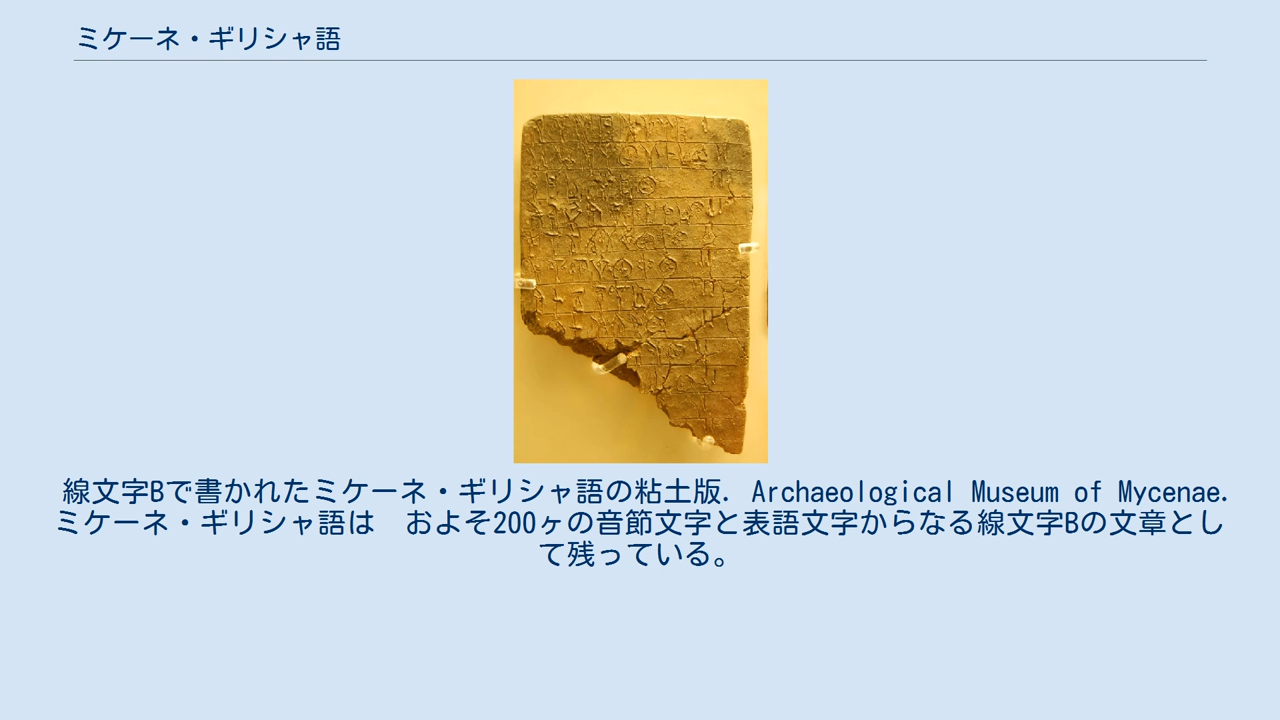 ミケーネ・ギリシャ語
線文字Bで書かれたミケーネ・ギリシャ語の粘土版. Archaeological Museum of Mycenae.
ミケーネ・ギリシャ語は　およそ200ヶの音節文字と表語文字からなる線文字Bの文章とし
て残っている。